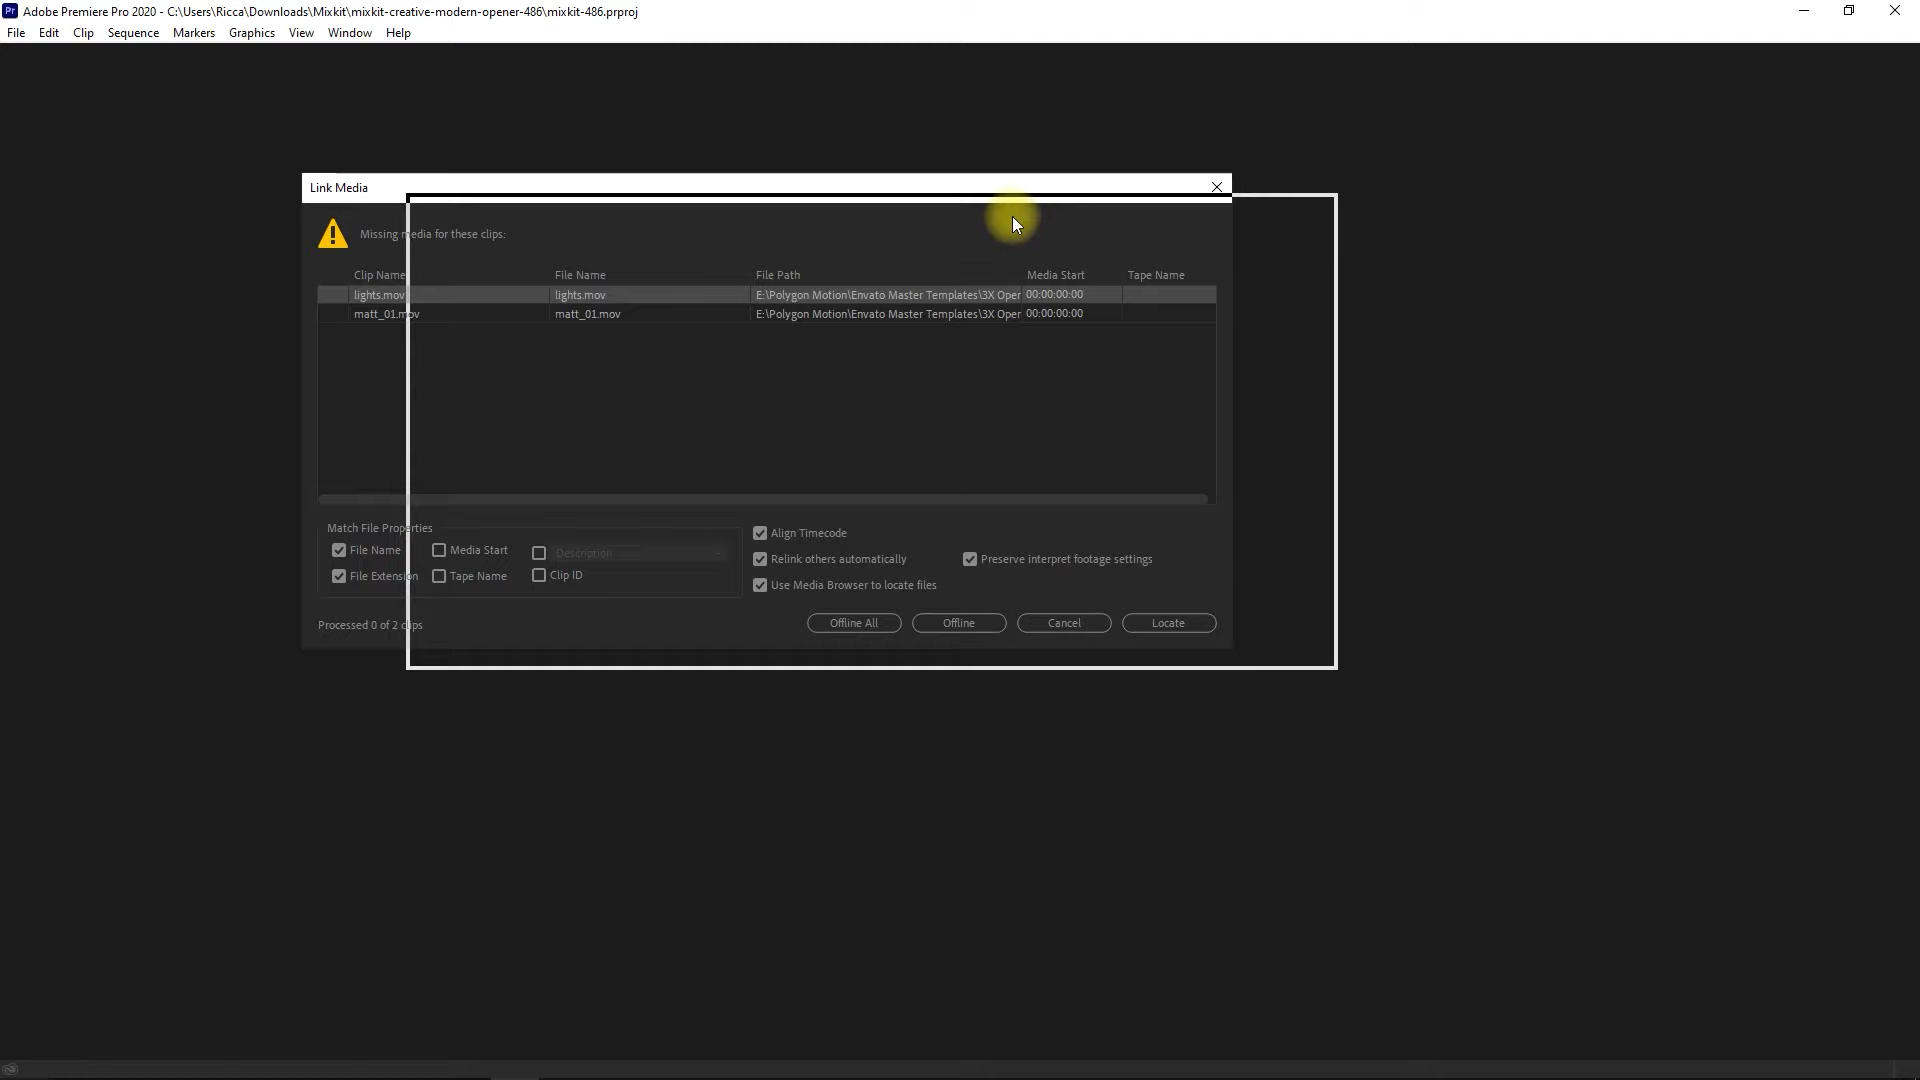 Pr Adobe Premiere Pro 2020 - C:\Users\Ricca\Downloads\Mixkit\mixkit-creative-modern-opener-486\mixkit-486.prproj
File Edit Clip Sequence Markers Graphics View Window Help
Link Media
Missing media for these clips:
Clip Name File Name File Path Media Start Tape Name
lights.mov lights.mov E:\Polygon Motion\Envato Master Templates\3X Oper 00:00:00:00
matt_01.mov matt_01.mov E:\Polygon Motion\Envato Master Templates\3X Oper 00:00:00:00
Match File Properties
File Name Media Start Description
File Extension Tape Name Clip ID
Align Timecode
Relink others automatically Preserve interpret footage settings
Use Media Browser to locate files
Processed 0 of 2 clips
Offline All Offline Cancel Locate